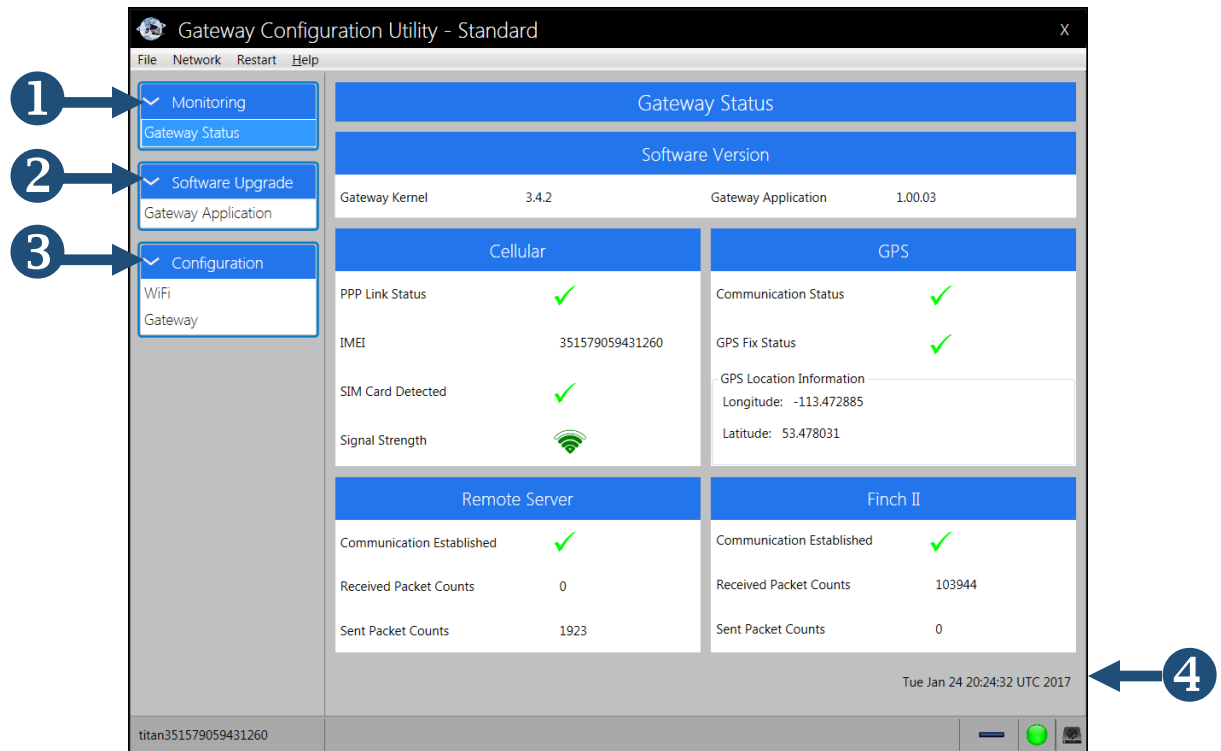 Gateway Configuration Utility - Standard X
File Network Restart Help
1
Monitoring
Gateway Status
2
Software Upgrade
Gateway Application
3
Configuration
WiFi
Gateway
Gateway Status
Software Version
Gateway Kernel 3.4.2 Gateway Application 1.00.03
Cellular
PPP Link Status
IMEI 351579059431260
SIM Card Detected
Signal Strength
GPS
Communication Status
GPS Fix Status
GPS Location Information
Longitude: -113.472885
Latitude: 53.478031
Remote Server
Communication Established
Received Packet Counts 0
Sent Packet Counts 1923
Finch II
Communication Established
Received Packet Counts 103944
Sent Packet Counts 0
Tue Jan 24 20:24:32 UTC 2017
4
titan351579059431260